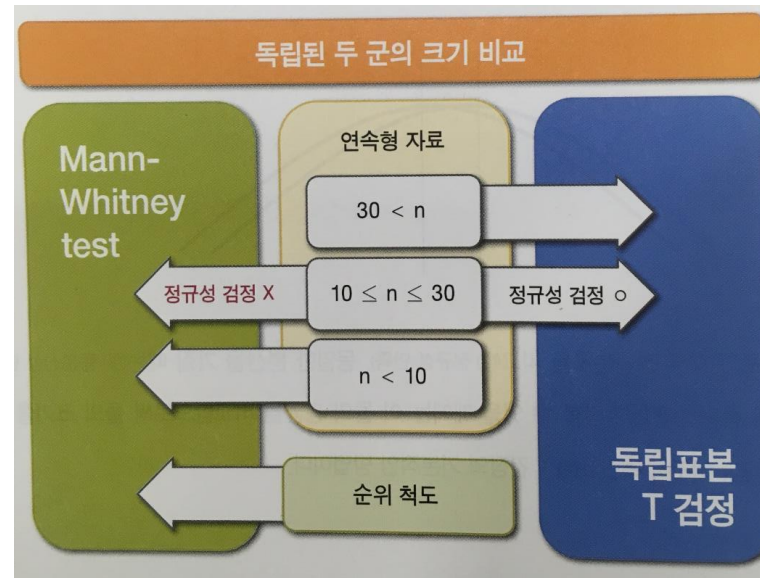 독립된 두 군의 크기 비교
Mann-
Whitney
test
연속형 자료
30 < n
정규성 검정 X
10 ≤ n ≤ 30
정규성 검정 ○
n < 10
순위 척도
독립표본
T 검정